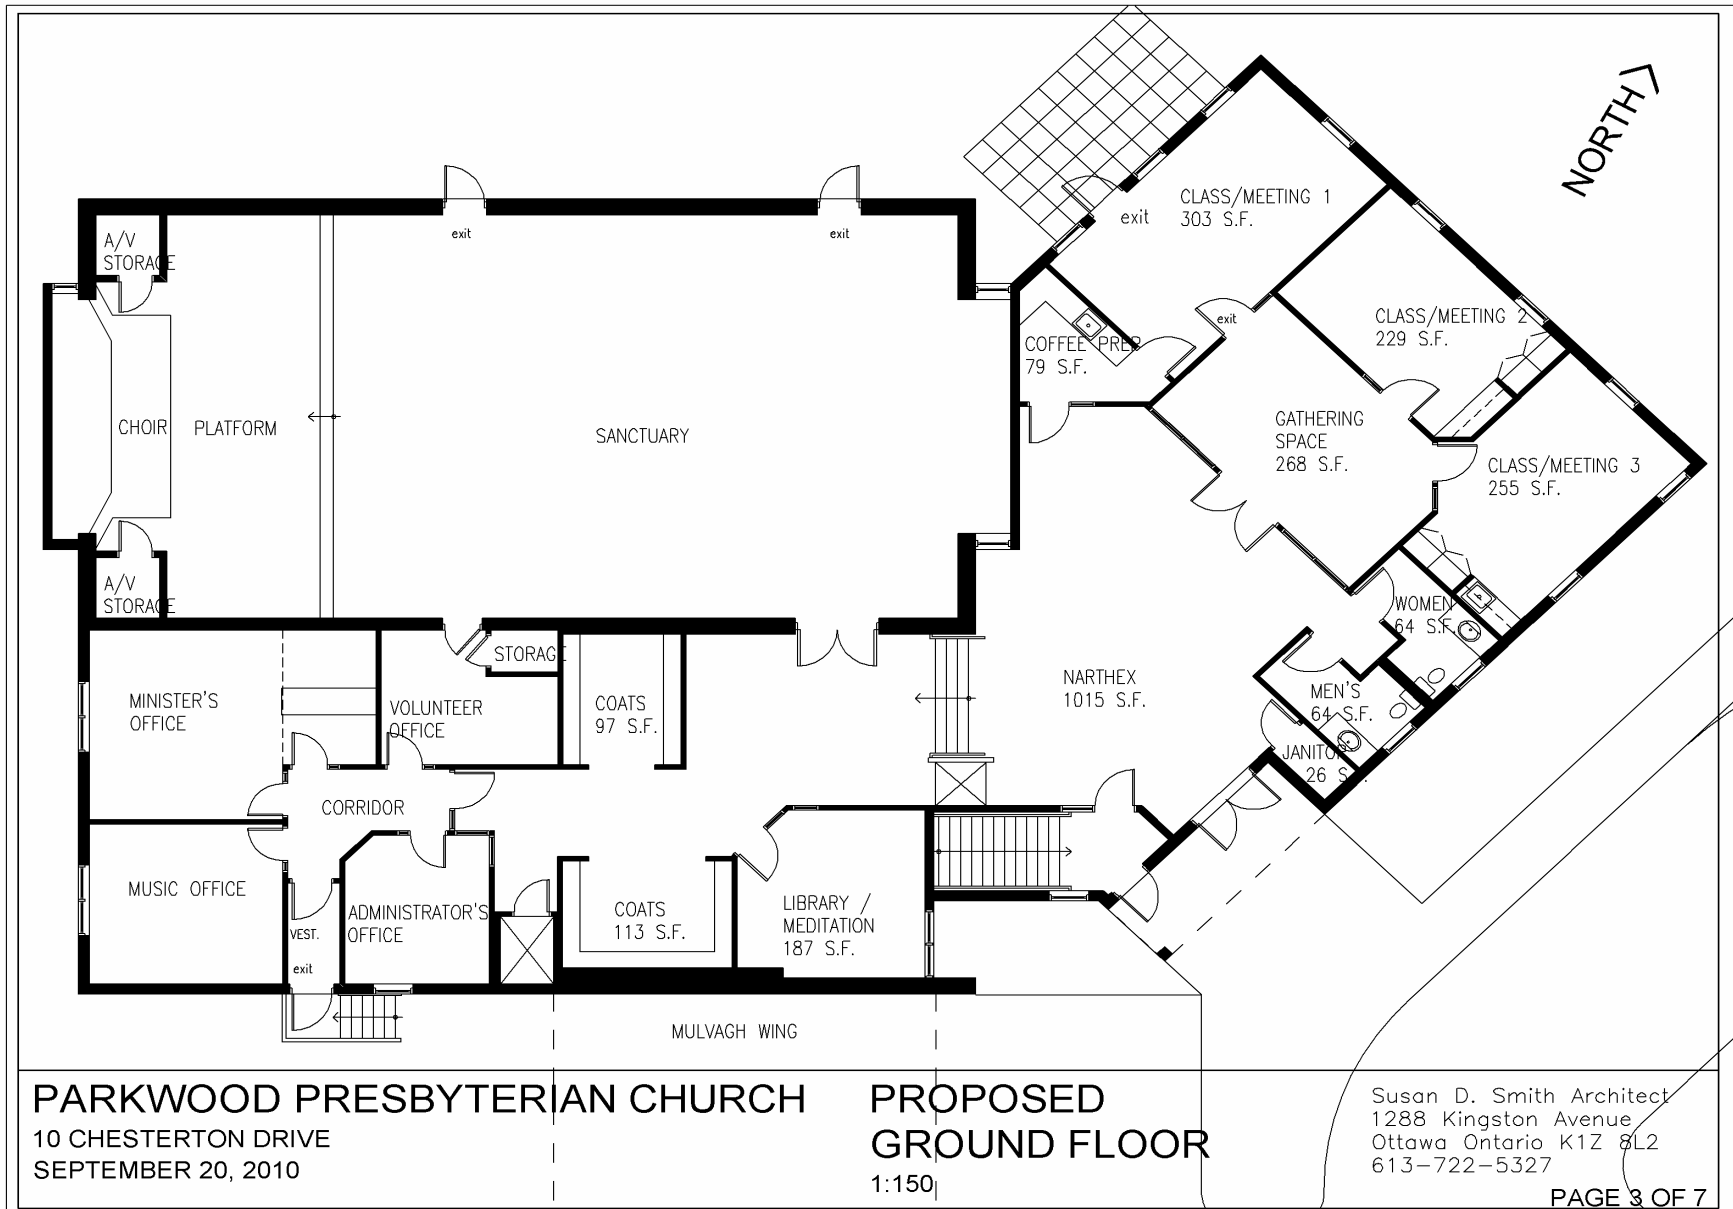 NORTH
A/V
STORAGE
exit
exit
exit
CLASS/MEETING 1
303 S.F.
CLASS/MEETING 2
229 S.F.
exit
COFFEE PREP
79 S.F.
CHOIR
PLATFORM
SANCTUARY
GATHERING
SPACE
268 S.F.
CLASS/MEETING 3
255 S.F.
A/V
STORAGE
WOMEN
64 S.F.
STORAGE
MINISTER'S
OFFICE
VOLUNTEER
OFFICE
COATS
97 S.F.
NARTHEX
1015 S.F.
MEN'S
64 S.F.
JANITOR
26 S.F.
CORRIDOR
MUSIC OFFICE
ADMINISTRATOR'S
OFFICE
VEST.
exit
COATS
113 S.F.
LIBRARY /
MEDITATION
187 S.F.
MULVAGH WING
PARKWOOD PRESBYTERIAN CHURCH
10 CHESTERTON DRIVE
SEPTEMBER 20, 2010
PROPOSED
GROUND FLOOR
1:150
Susan D. Smith Architect
1288 Kingston Avenue
Ottawa Ontario K1Z 8L2
613-722-5327
PAGE 3 OF 7